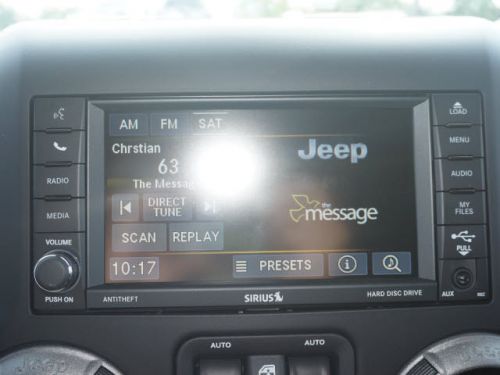 LOAD
AM FM SAT
MENU
Chrstian
63
Jeep
RADIO
The Messag
AUDIO
DIRECT
TUNE
the
message
MY
FILES
MEDIA
SCAN REPLAY
VOLUME
PULL
10:17
PRESETS
PUSH ON
ANTITHEFT
SIRIUS
HARD DISC DRIVE
AUX
AUTO
AUTO